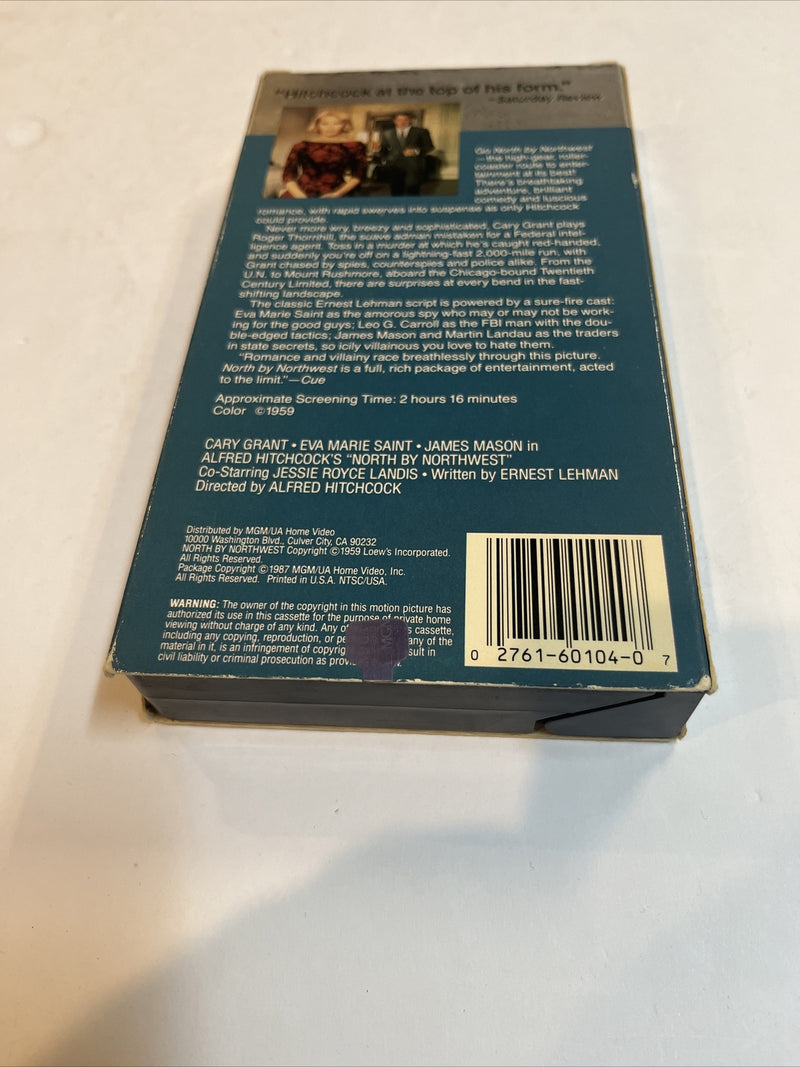 "Hitchcock at the top of his form."
—Saturday Review
Go North by Northwest
—the high-gear, roller-
coaster route to enter-
tainment at its best!
There's breathtaking
adventure, brilliant
comedy and luscious
romance, with rapid swerves into suspense as only Hitchcock
could provide.
Never more wry, breezy and sophisticated, Cary Grant plays
Roger Thornhill, the suave adman mistaken for a Federal intel-
ligence agent. Toss in a murder at which he's caught red-handed,
and suddenly you're off on a lightning-fast 2,000-mile run, with
Grant chased by spies, counterspies and police alike. From the
U.N. to Mount Rushmore, aboard the Chicago-bound Twentieth
Century Limited, there are surprises at every bend in the fast-
shifting landscape.
The classic Ernest Lehman script is powered by a sure-fire cast:
Eva Marie Saint as the amorous spy who may or may not be work-
ing for the good guys; Leo G. Carroll as the FBI man with the dou-
ble-edged tactics; James Mason and Martin Landau as the traders
in state secrets, so icily villainous you love to hate them.
"Romance and villainy race breathlessly through this picture.
North by Northwest is a full, rich package of entertainment, acted
to the limit."—Cue
Approximate Screening Time: 2 hours 16 minutes
Color ©1959
CARY GRANT • EVA MARIE SAINT • JAMES MASON in
ALFRED HITCHCOCK'S "NORTH BY NORTHWEST"
Co-Starring JESSIE ROYCE LANDIS • Written by ERNEST LEHMAN
Directed by ALFRED HITCHCOCK
Distributed by MGM/UA Home Video
10000 Washington Blvd., Culver City, CA 90232
NORTH BY NORTHWEST Copyright ©1959 Loew's Incorporated.
All Rights Reserved.
Package Copyright ©1987 MGM/UA Home Video, Inc.
All Rights Reserved. Printed in U.S.A. NTSC/USA.
WARNING: The owner of the copyright in this motion picture has
authorized its use in this cassette for the purpose of private home
viewing without charge of any kind. Any cassette,
including any copying, reproduction, or any of the
material in it, is an infringement of
civil liability or criminal prosecution as
MG
0 2761-60104-0 7